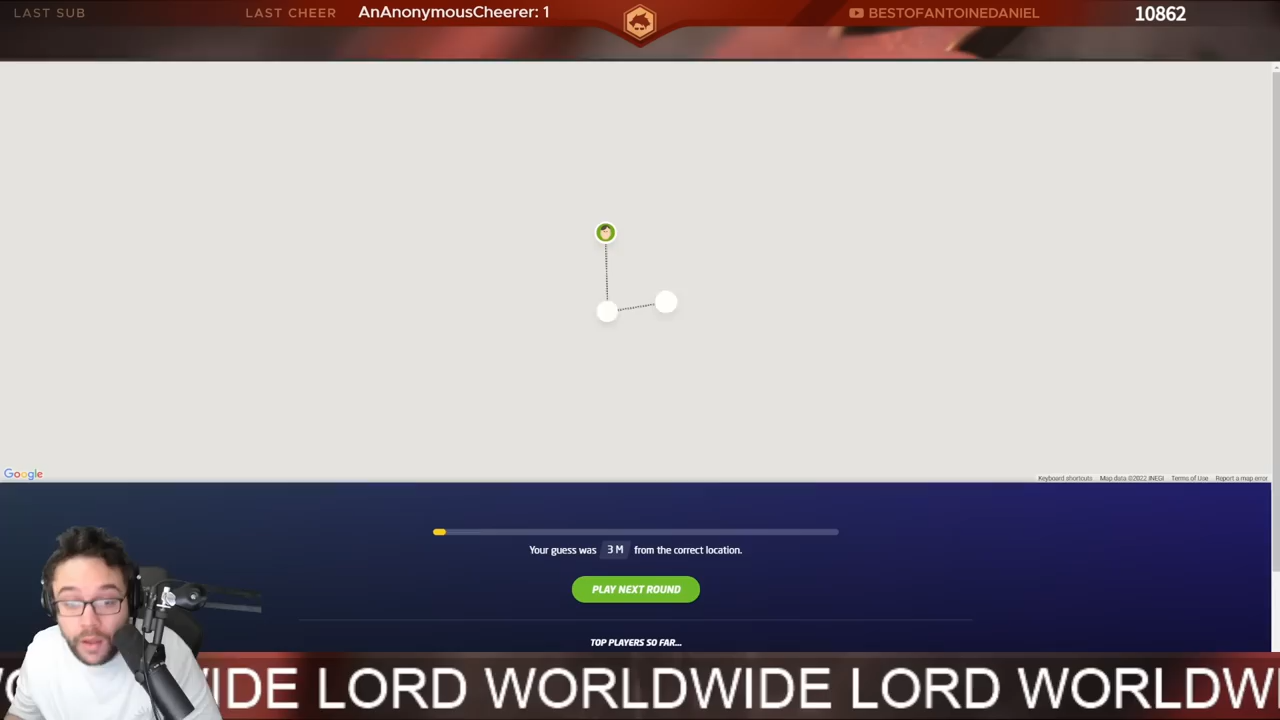 LAST SUB
LAST CHEER
AnAnonymousCheerer: 1
BESTOFANTOINEDANIEL
10862
Google
Keyboard shortcuts
Map data ©2022 INEGI
Terms of Use
Report a map error
Your guess was 3 M from the correct location.
PLAY NEXT ROUND
TOP PLAYERS SO FAR...
WIDE LORD WORLDWIDE LORD WORLDWI